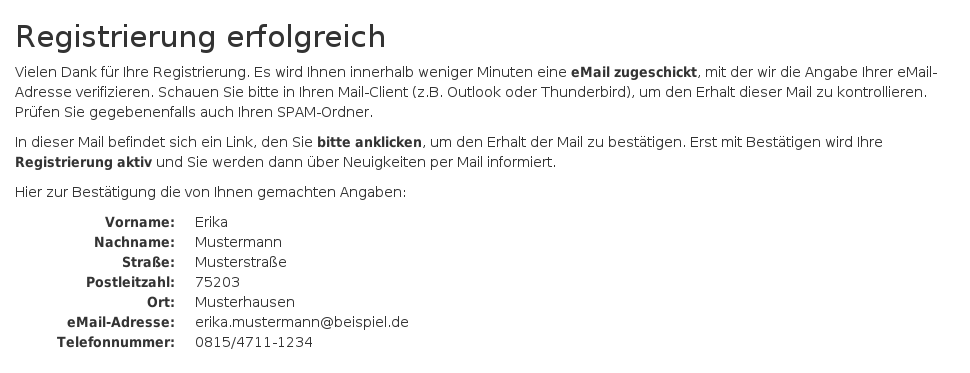 Registrierung erfolgreich
Vielen Dank für Ihre Registrierung. Es wird Ihnen innerhalb weniger Minuten eine eMail zugeschickt, mit der wir die Angabe Ihrer eMail-
Adresse verifizieren. Schauen Sie bitte in Ihren Mail-Client (z.B. Outlook oder Thunderbird), um den Erhalt dieser Mail zu kontrollieren.
Prüfen Sie gegebenenfalls auch Ihren SPAM-Ordner.
In dieser Mail befindet sich ein Link, den Sie bitte anklicken, um den Erhalt der Mail zu bestätigen. Erst mit Bestätigen wird Ihre
Registrierung aktiv und Sie werden dann über Neuigkeiten per Mail informiert.
Hier zur Bestätigung die von Ihnen gemachten Angaben:
Vorname: Erika
Nachname: Mustermann
Straße: Musterstraße
Postleitzahl: 75203
Ort: Musterhausen
eMail-Adresse: erika.mustermann@beispiel.de
Telefonnummer: 0815/4711-1234